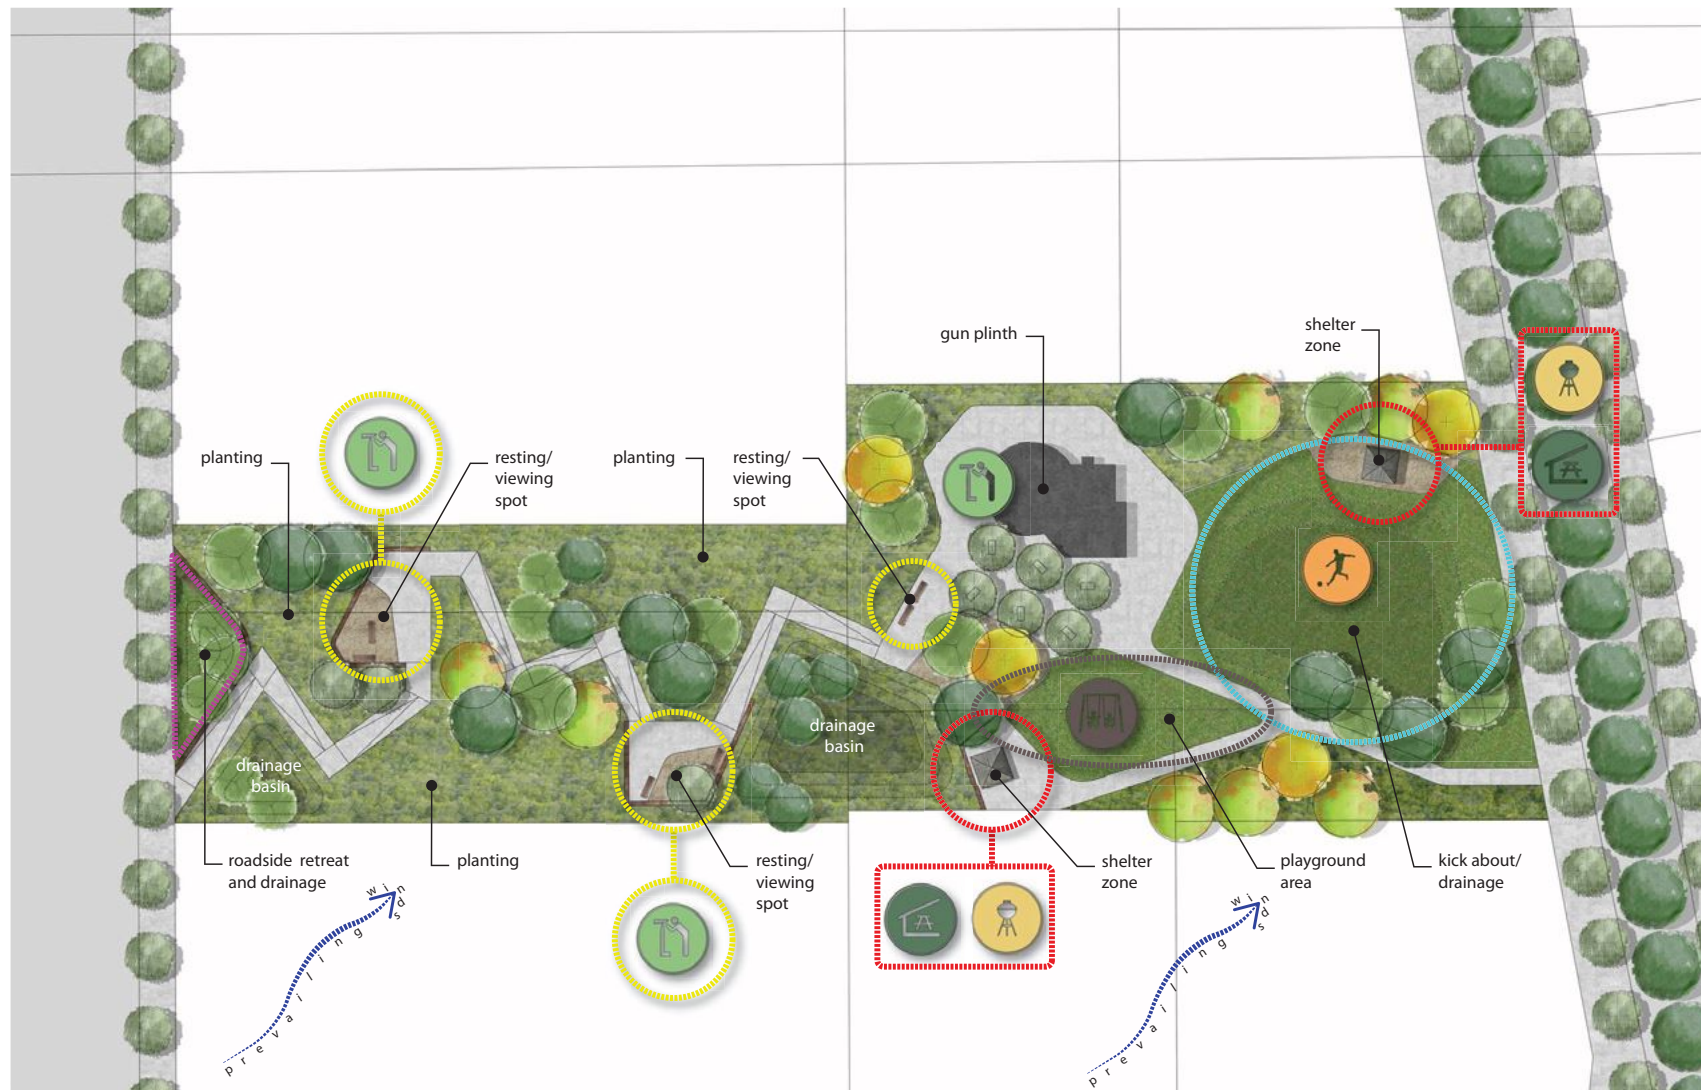 gun plinth
shelter
zone
planting
resting/
viewing
spot
planting
resting/
viewing
spot
drainage
basin
drainage
basin
roadside retreat
and drainage
planting
resting/
viewing
spot
shelter
zone
playground
area
kick about/
drainage
prevailing winds
prevailing winds